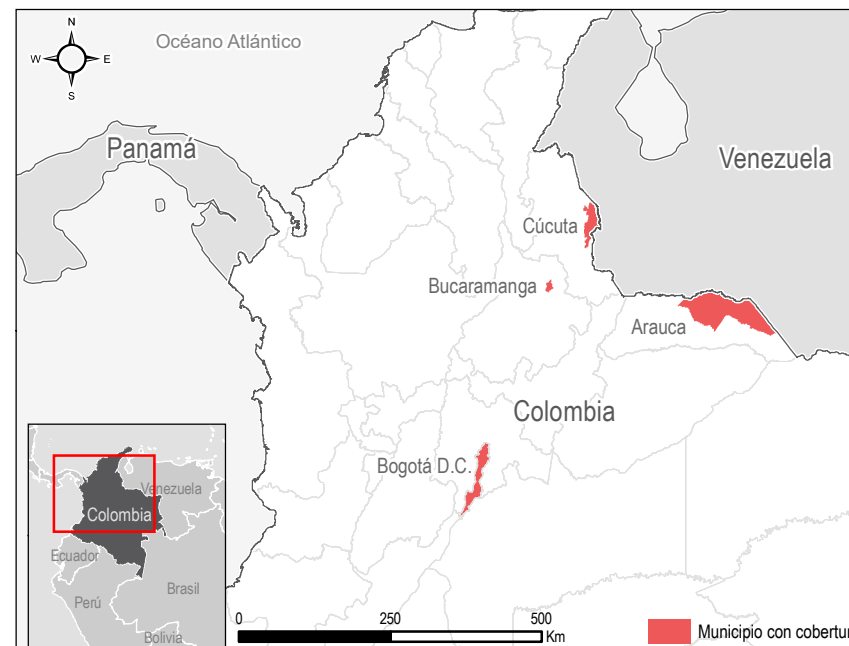 N
W E
S
Océano Atlántico
Panamá
Venezuela
Cúcuta
Bucaramanga
Arauca
Colombia
Bogotá D.C.
Venezuela
Colombia
Ecuador
Perú
Brasil
Bolivia
0 250 500
Km
Municipio con cobertur